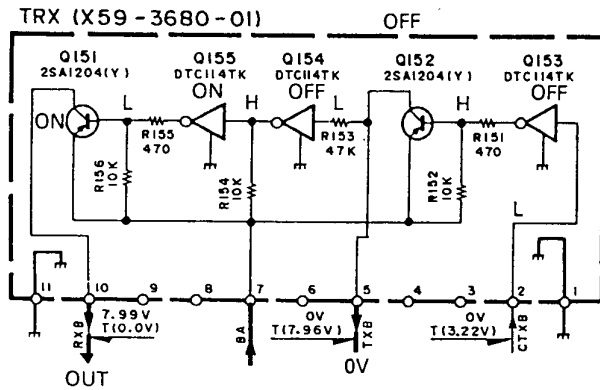 TRX (X59-3680-01)
OFF
Q151
2SA1204(Y)
Q155
DTC114TK
Q154
DTC114TK
Q152
2SA1204(Y)
Q153
DTC114TK
ON
L
ON
H
OFF
L
H
OFF
R155
470
R153
47K
R151
470
R156
10K
R154
10K
R152
10K
L
11
10
9
8
7
6
5
4
3
2
1
RXB
7.99V
T(0.0V)
BA
0V
T(7.96V)
TXB
0V
T(3.22V)
CTXB
OUT
0V